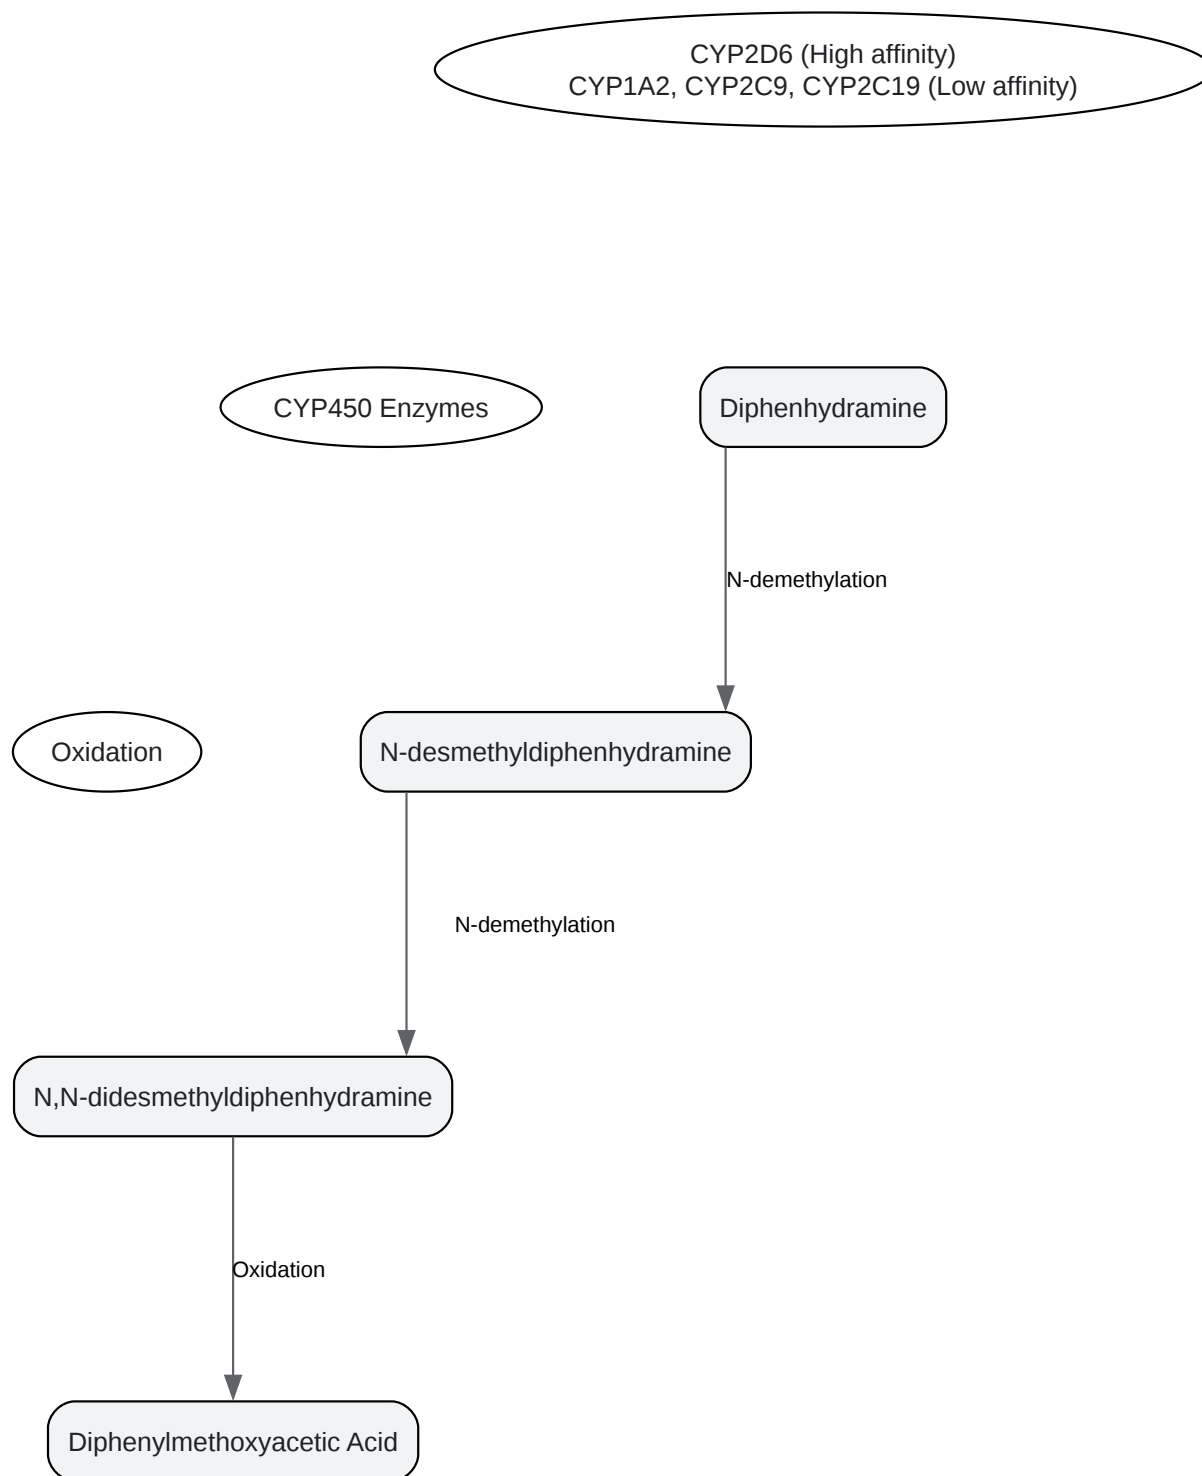 CYP2D6 (High affinity)
CYP1A2, CYP2C9, CYP2C19 (Low affinity)
CYP450 Enzymes
Diphenhydramine
N-demethylation
Oxidation
N-desmethyldiphenhydramine
N-demethylation
N,N-didesmethyldiphenhydramine
Oxidation
Diphenylmethoxyacetic Acid